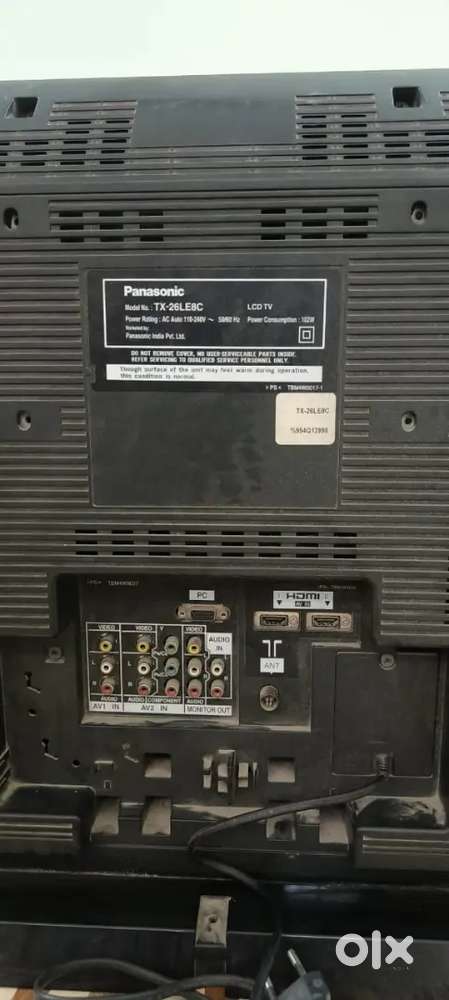 Panasonic
Model No. : TX-26LE8C LCD TV
Power Rating : AC Auto 110-240V ~ 50/60 Hz Power Consumption : 102W
Marketed by:
Panasonic India Pvt. Ltd.
DO NOT REMOVE COVER, NO USER-SERVICEABLE PARTS INSIDE.
REFER SERVICING TO QUALIFIED SERVICE PERSONNEL ONLY.
Though surface of the unit may feel warm during operation,
this condition is normal.
TX-26LE8C
PC
HDMI
AV IN
VIDEO VIDEO Y VIDEO AUDIO
IN
L L L
R R R R
ANT
AUDIO AUDIO COMPONENT AUDIO
AV1 IN AV2 IN MONITOR OUT
olx